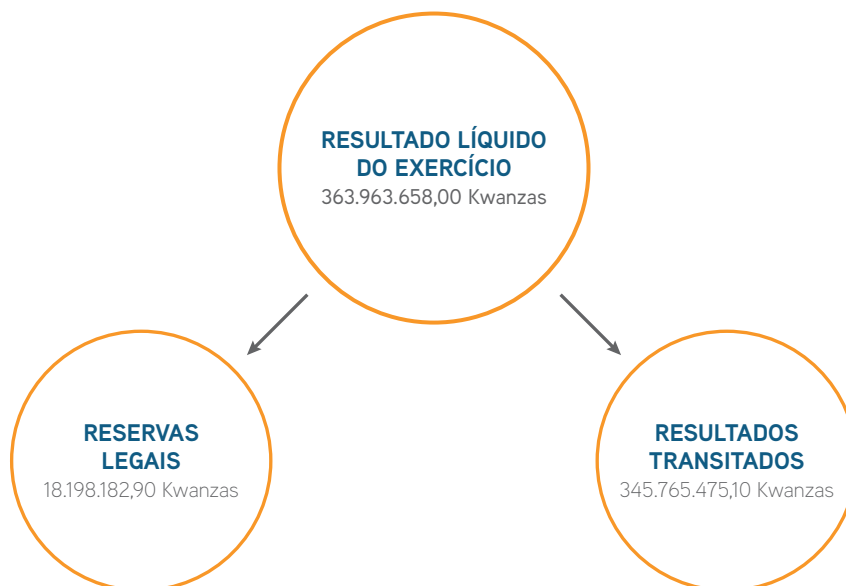 RESULTADO LÍQUIDO
DO EXERCÍCIO
363.963.658,00 Kwanzas
RESERVAS
LEGAIS
18.198.182,90 Kwanzas
RESULTADOS
TRANSITADOS
345.765.475,10 Kwanzas